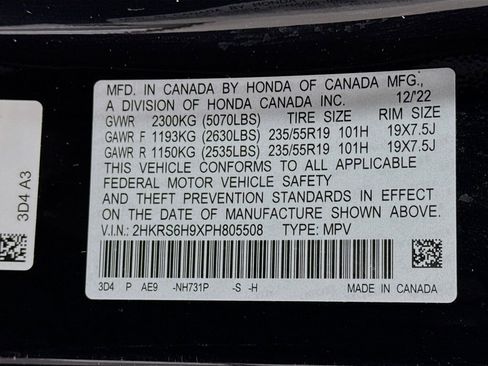 MFD. IN CANADA BY HONDA OF CANADA MFG.,
A DIVISION OF HONDA CANADA INC. 12/'22
GVWR 2300KG (5070LBS) TIRE SIZE RIM SIZE
GAWR F 1193KG (2630LBS) 235/55R19 101H 19X7.5J
GAWR R 1150KG (2535LBS) 235/55R19 101H 19X7.5J
THIS VEHICLE CONFORMS TO ALL APPLICABLE
FEDERAL MOTOR VEHICLE SAFETY
AND THEFT PREVENTION STANDARDS IN EFFECT
ON THE DATE OF MANUFACTURE SHOWN ABOVE.
V.I.N.: 2HKRS6H9XPH805508 TYPE: MPV
3D4 P AE9 -NH731P -S -H MADE IN CANADA
3D4 A3